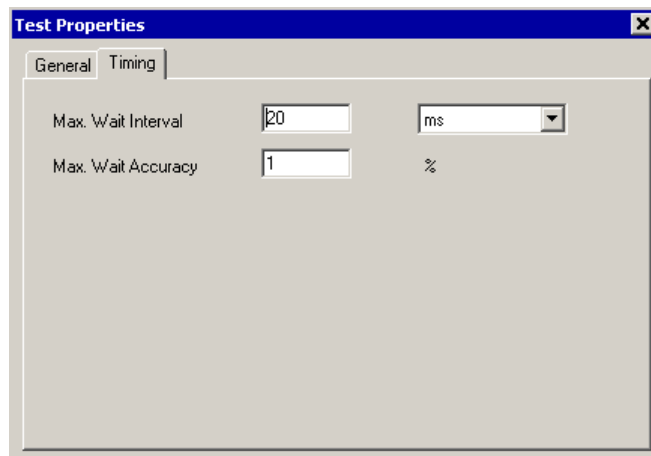 Test Properties
General Timing
Max. Wait Interval 20 ms
Max. Wait Accuracy 1 %